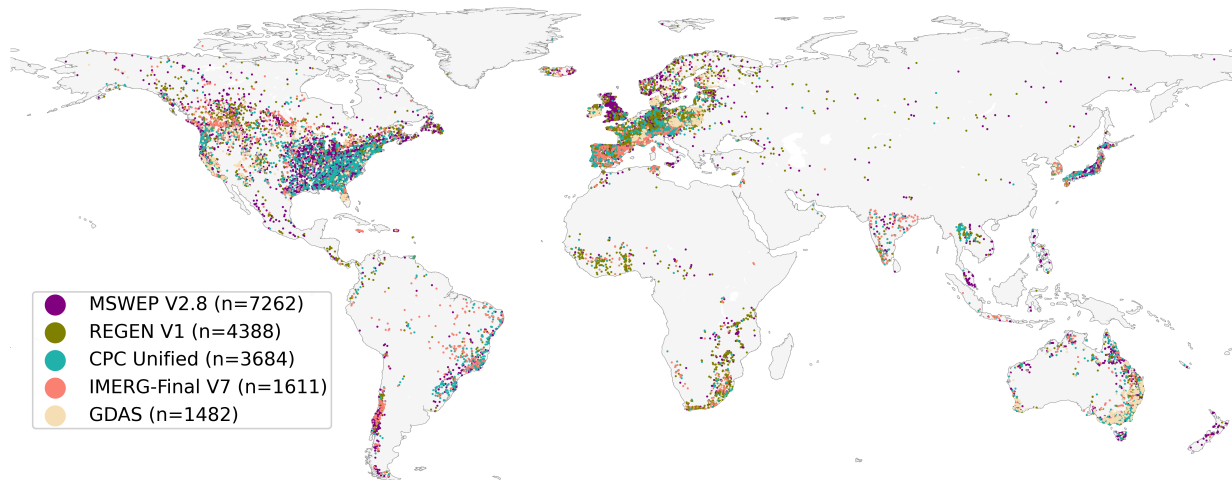 MSWEP V2.8 (n=7262)
REGEN V1 (n=4388)
CPC Unified (n=3684)
IMERG-Final V7 (n=1611)
GDAS (n=1482)